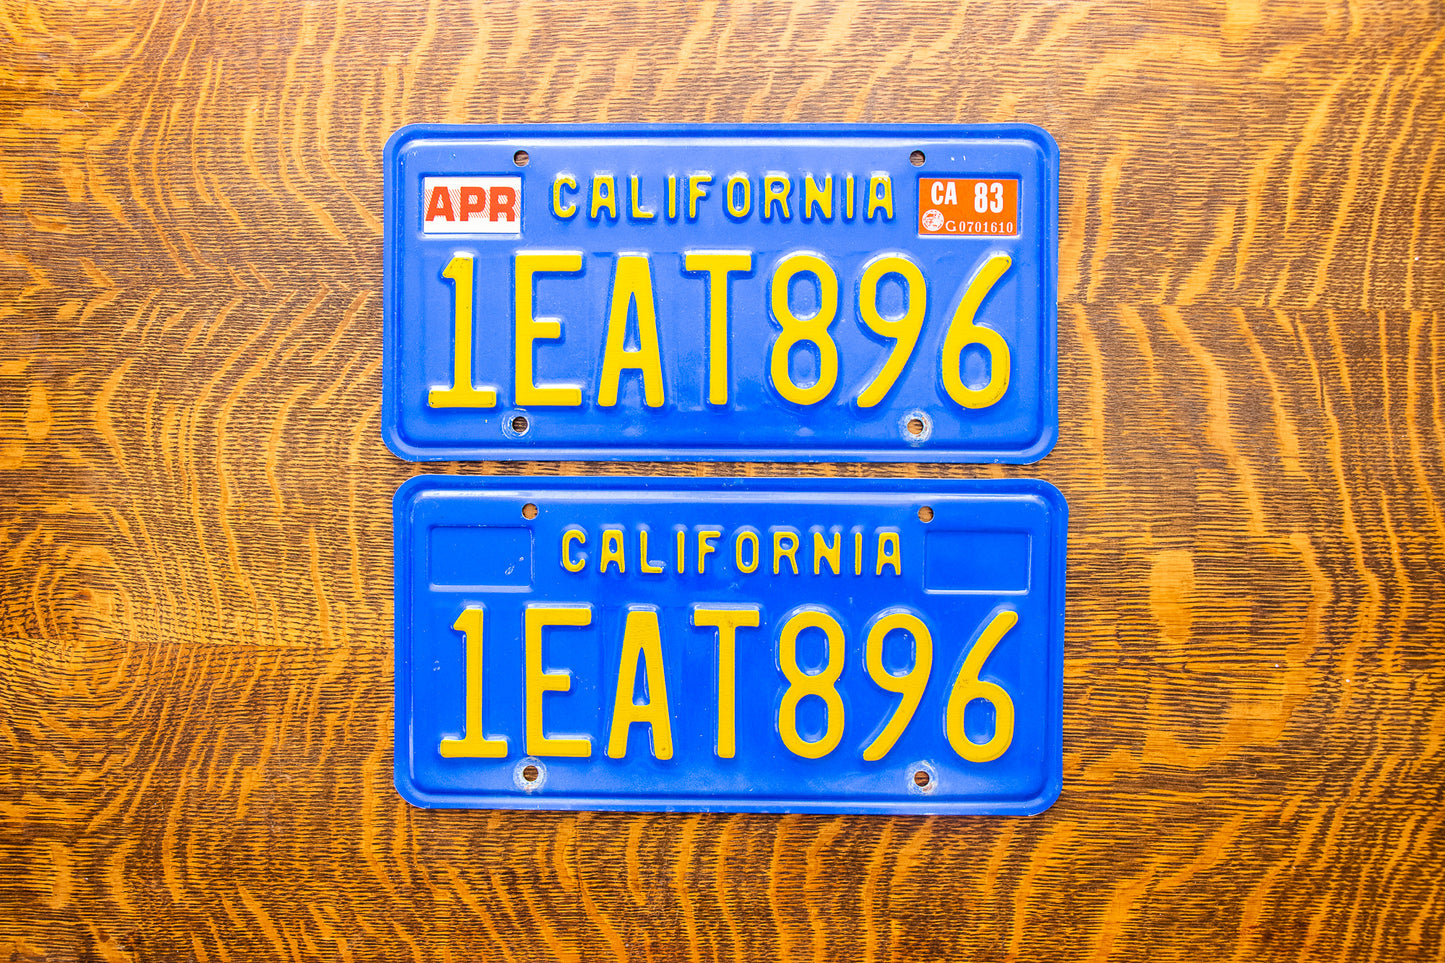 APR CALIFORNIA CA 83
G0701610
1EAT896
CALIFORNIA
1EAT896